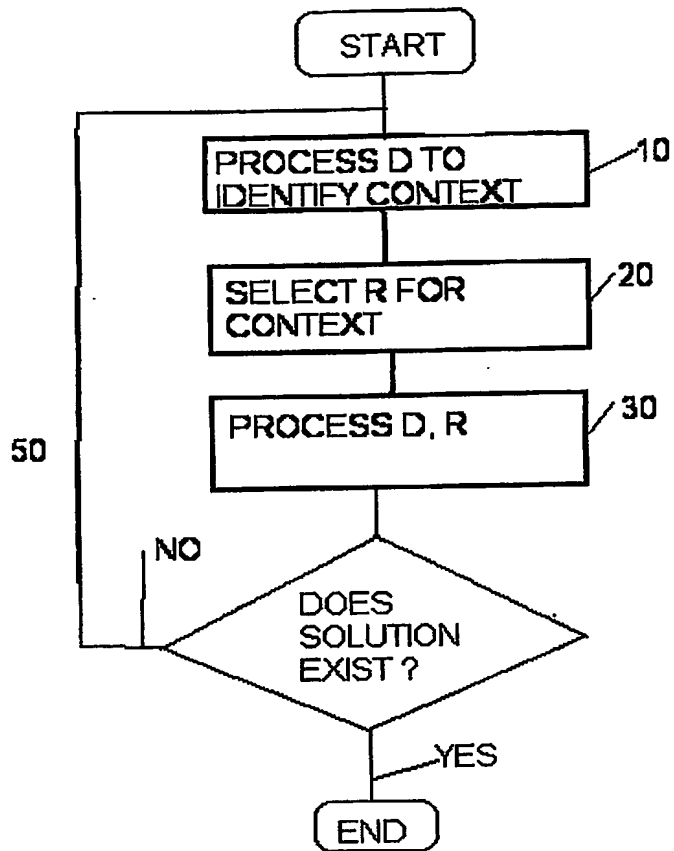 START
PROCESS D TO
IDENTIFY CONTEXT
10
SELECT R FOR
CONTEXT
20
PROCESS D, R
30
50
NO
DOES
SOLUTION
EXIST ?
YES
END